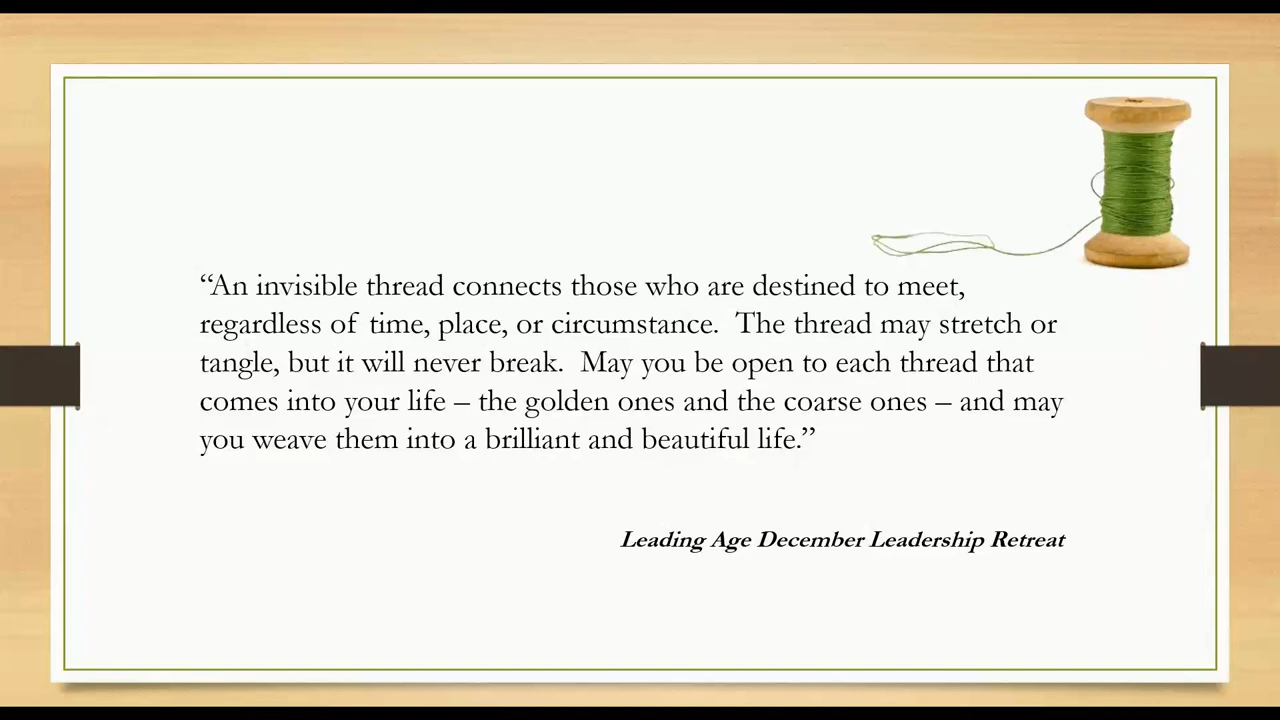 “An invisible thread connects those who are destined to meet,
regardless of time, place, or circumstance.  The thread may stretch or
tangle, but it will never break.  May you be open to each thread that
comes into your life – the golden ones and the coarse ones – and may
you weave them into a brilliant and beautiful life.”
Leading Age December Leadership Retreat